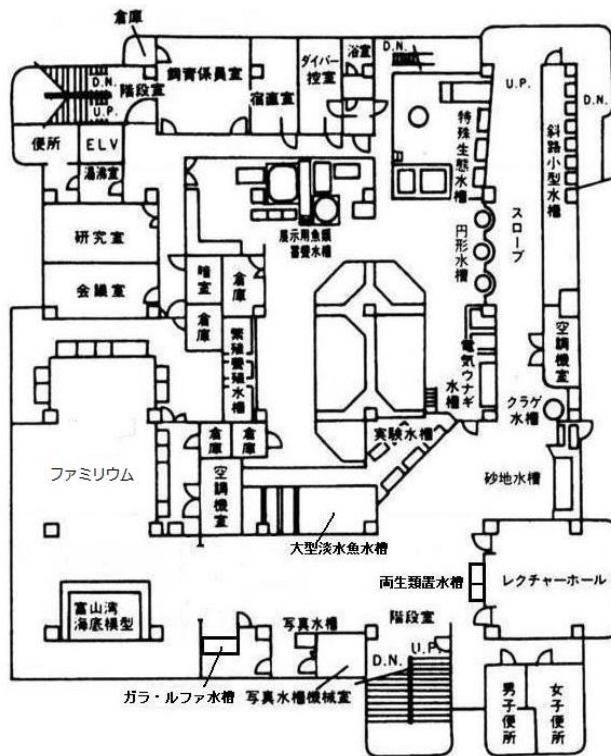 倉庫
D.N.
U.P.
階段室
飼育係員室
宿直室
ダイバー
控室
浴室
D.N.
U.P.
D.N.
便所
ELV
湯沸室
特殊生態水槽
斜路小型水槽
研究室
展示用魚類
蓄養水槽
円形水槽
スロープ
会議室
暗室
倉庫
倉庫
繁殖養殖水槽
電気ウナギ
水槽
空調機室
クラゲ
水槽
倉庫
倉庫
実験水槽
ファミリウム
空調機室
砂地水槽
大型淡水魚水槽
両生類置水槽
レクチャーホール
富山湾
海底模型
写真水槽
階段室
U.P.
D.N.
ガラ・ルファ水槽
写真水槽機械室
男子便所
女子便所